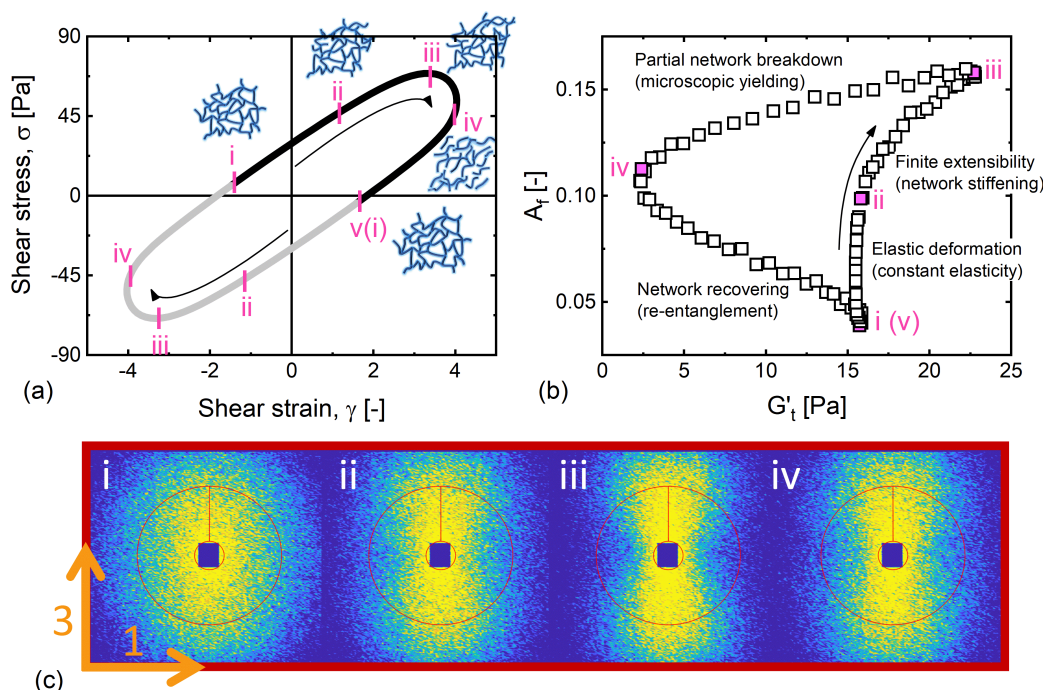 90
45
0
-45
-90
Shear stress, σ [Pa]
-4
-2
0
2
4
Shear strain, γ [-]
i
ii
iii
iv
v(i)
iv
iii
ii
(a)
0.15
0.10
0.05
A_f [-]
0
5
10
15
20
25
G'_t [Pa]
Partial network breakdown
(microscopic yielding)
iii
iv
Finite extensibility
(network stiffening)
ii
Elastic deformation
(constant elasticity)
Network recovering
(re-entanglement)
i (v)
(b)
i
ii
iii
iv
3
1
(c)